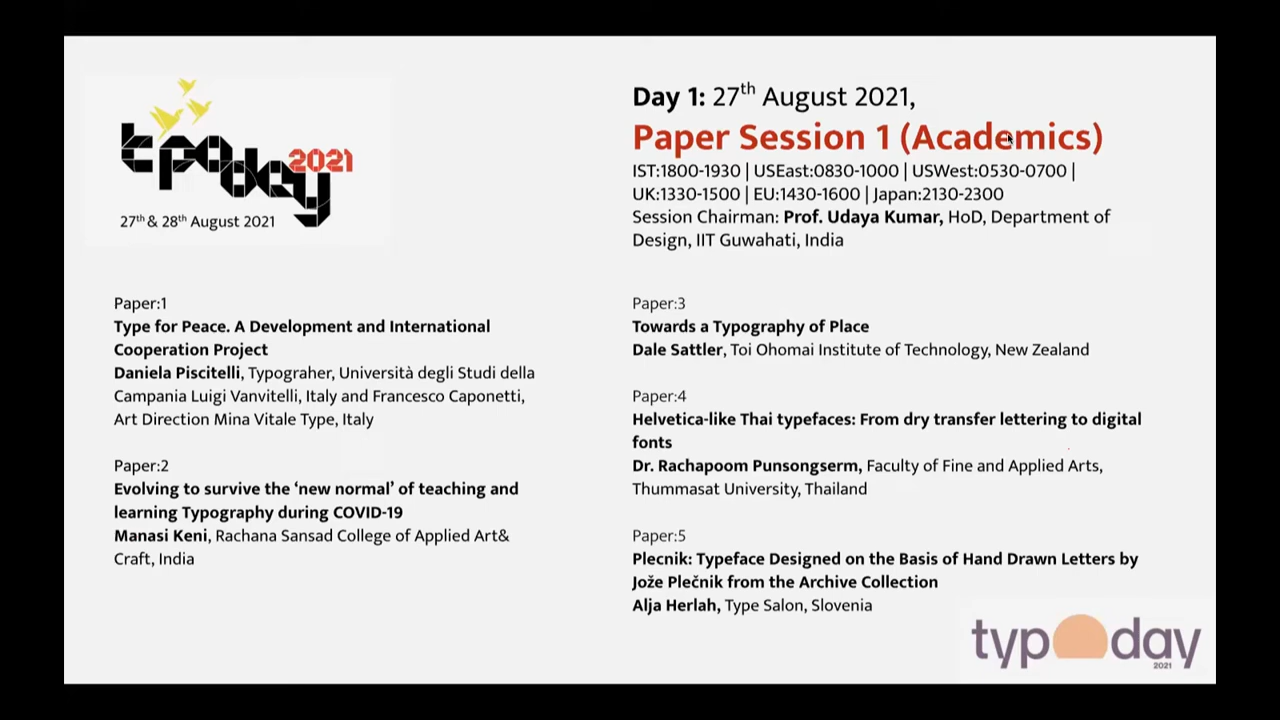 typoday 2021
27th & 28th August 2021
Day 1: 27th August 2021,
Paper Session 1 (Academics)
IST:1800-1930 | USEast:0830-1000 | USWest:0530-0700 |
UK:1330-1500 | EU:1430-1600 | Japan:2130-2300
Session Chairman: Prof. Udaya Kumar, HoD, Department of
Design, IIT Guwahati, India
Paper:1
Type for Peace. A Development and International
Cooperation Project
Daniela Piscitelli, Typograher, Università degli Studi della
Campania Luigi Vanvitelli, Italy and Francesco Caponetti,
Art Direction Mina Vitale Type, Italy
Paper:2
Evolving to survive the ‘new normal’ of teaching and
learning Typography during COVID-19
Manasi Keni, Rachana Sansad College of Applied Art&
Craft, India
Paper:3
Towards a Typography of Place
Dale Sattler, Toi Ohomai Institute of Technology, New Zealand
Paper:4
Helvetica-like Thai typefaces: From dry transfer lettering to digital
fonts
Dr. Rachapoom Punsongserm, Faculty of Fine and Applied Arts,
Thummasat University, Thailand
Paper:5
Plecnik: Typeface Designed on the Basis of Hand Drawn Letters by
Jože Plečnik from the Archive Collection
Alja Herlah, Type Salon, Slovenia
typoday
2021